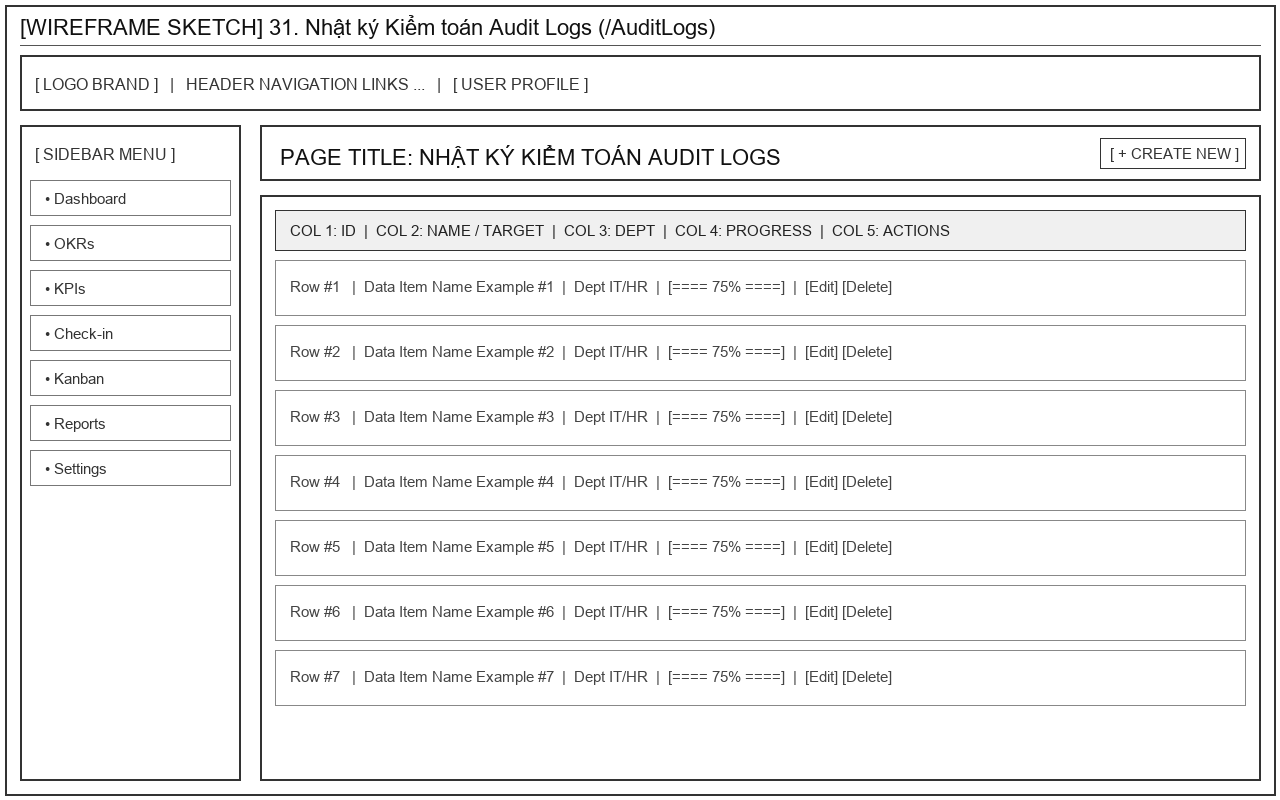 [WIREFRAME SKETCH] 31. Nhật ký Kiểm toán Audit Logs (/AuditLogs)
[ LOGO BRAND ] | HEADER NAVIGATION LINKS ... | [ USER PROFILE ]
[ SIDEBAR MENU ]
• Dashboard
• OKRs
• KPIs
• Check-in
• Kanban
• Reports
• Settings
PAGE TITLE: NHẬT KÝ KIỂM TOÁN AUDIT LOGS
[ + CREATE NEW ]
COL 1: ID | COL 2: NAME / TARGET | COL 3: DEPT | COL 4: PROGRESS | COL 5: ACTIONS
Row #1 | Data Item Name Example #1 | Dept IT/HR | [==== 75% ====] | [Edit] [Delete]
Row #2 | Data Item Name Example #2 | Dept IT/HR | [==== 75% ====] | [Edit] [Delete]
Row #3 | Data Item Name Example #3 | Dept IT/HR | [==== 75% ====] | [Edit] [Delete]
Row #4 | Data Item Name Example #4 | Dept IT/HR | [==== 75% ====] | [Edit] [Delete]
Row #5 | Data Item Name Example #5 | Dept IT/HR | [==== 75% ====] | [Edit] [Delete]
Row #6 | Data Item Name Example #6 | Dept IT/HR | [==== 75% ====] | [Edit] [Delete]
Row #7 | Data Item Name Example #7 | Dept IT/HR | [==== 75% ====] | [Edit] [Delete]